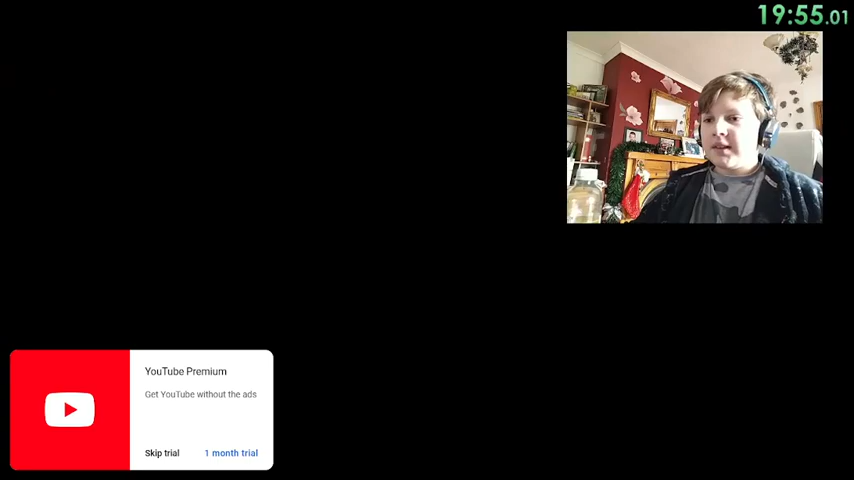 19:55.01
YouTube Premium
Get YouTube without the ads
Skip trial
1 month trial